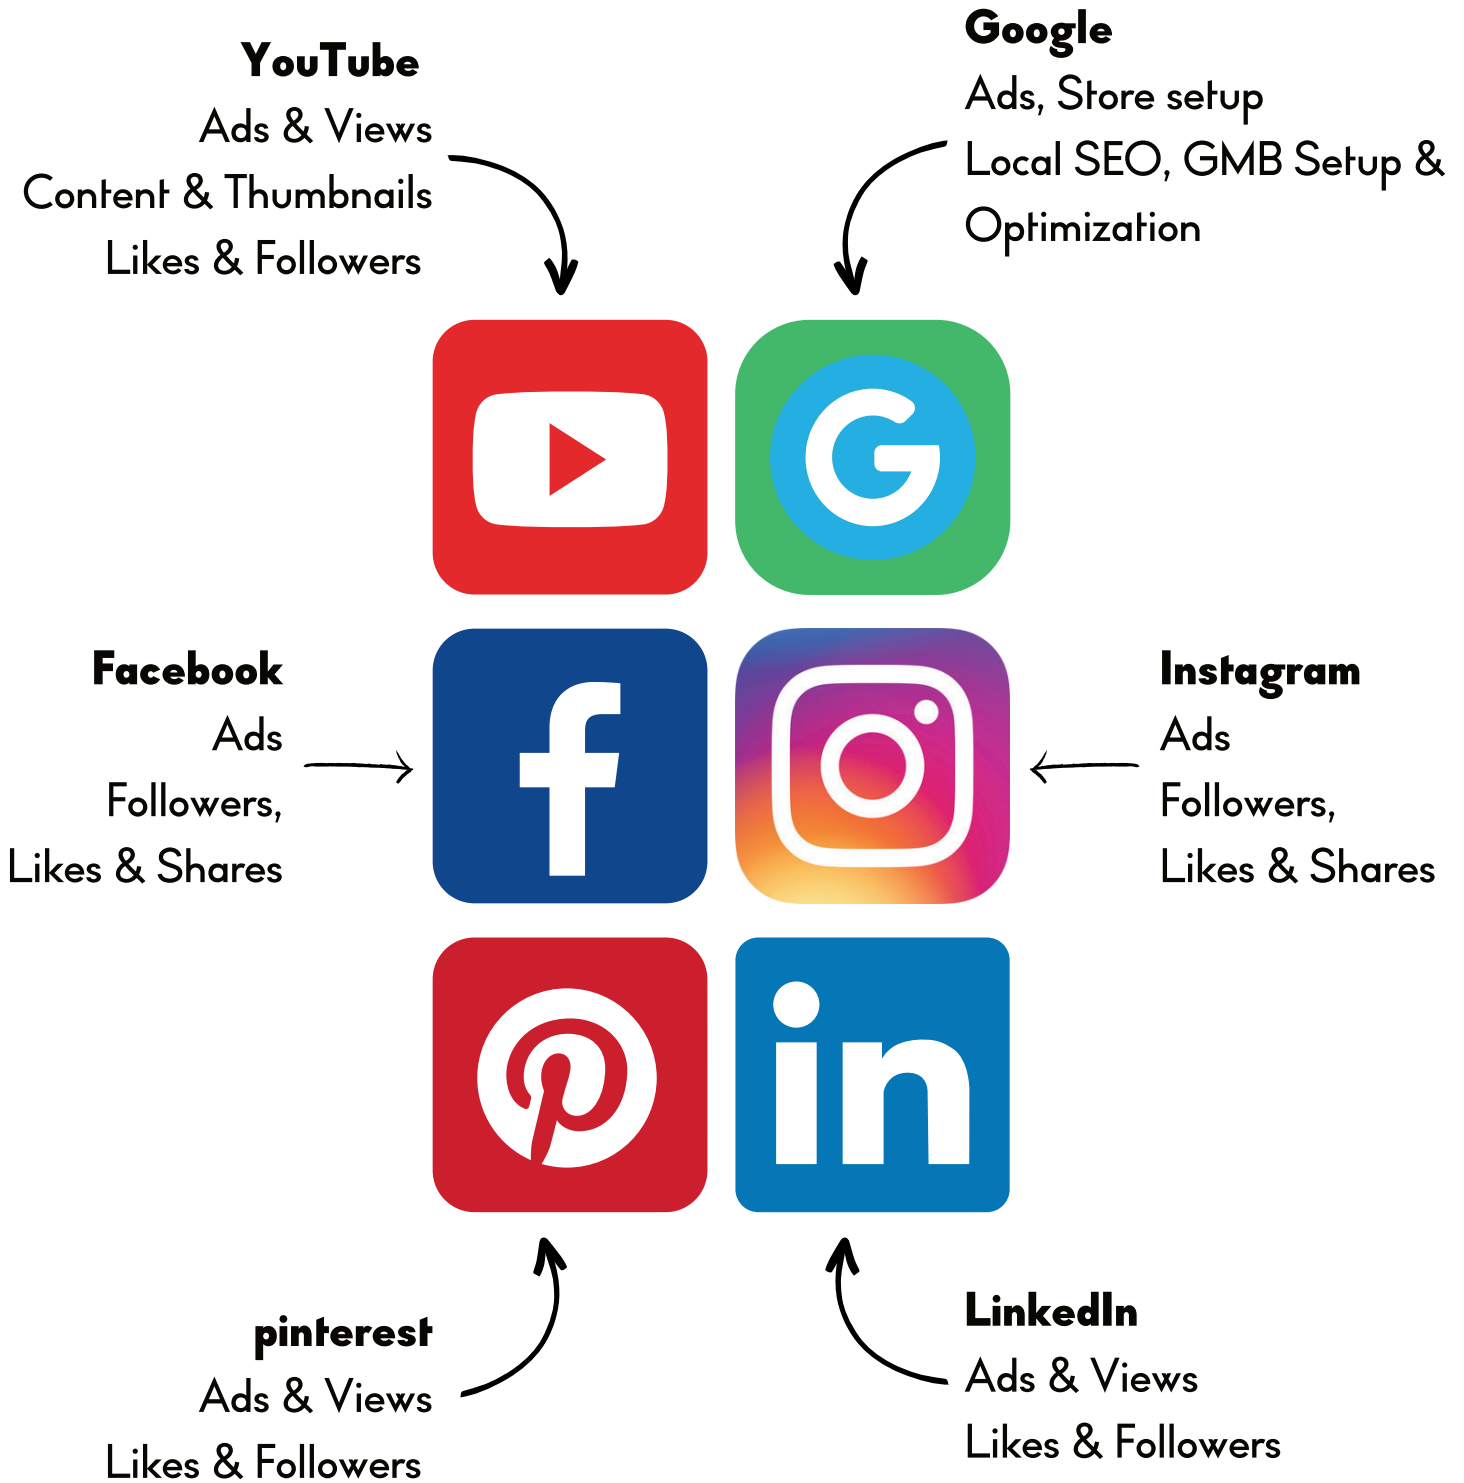 YouTube
Ads & Views
Content & Thumbnails
Likes & Followers
Google
Ads, Store setup
Local SEO, GMB Setup &
Optimization
G
Facebook
Ads
Followers,
Likes & Shares
f
Instagram
Ads
Followers,
Likes & Shares
in
pinterest
Ads & Views
Likes & Followers
LinkedIn
Ads & Views
Likes & Followers